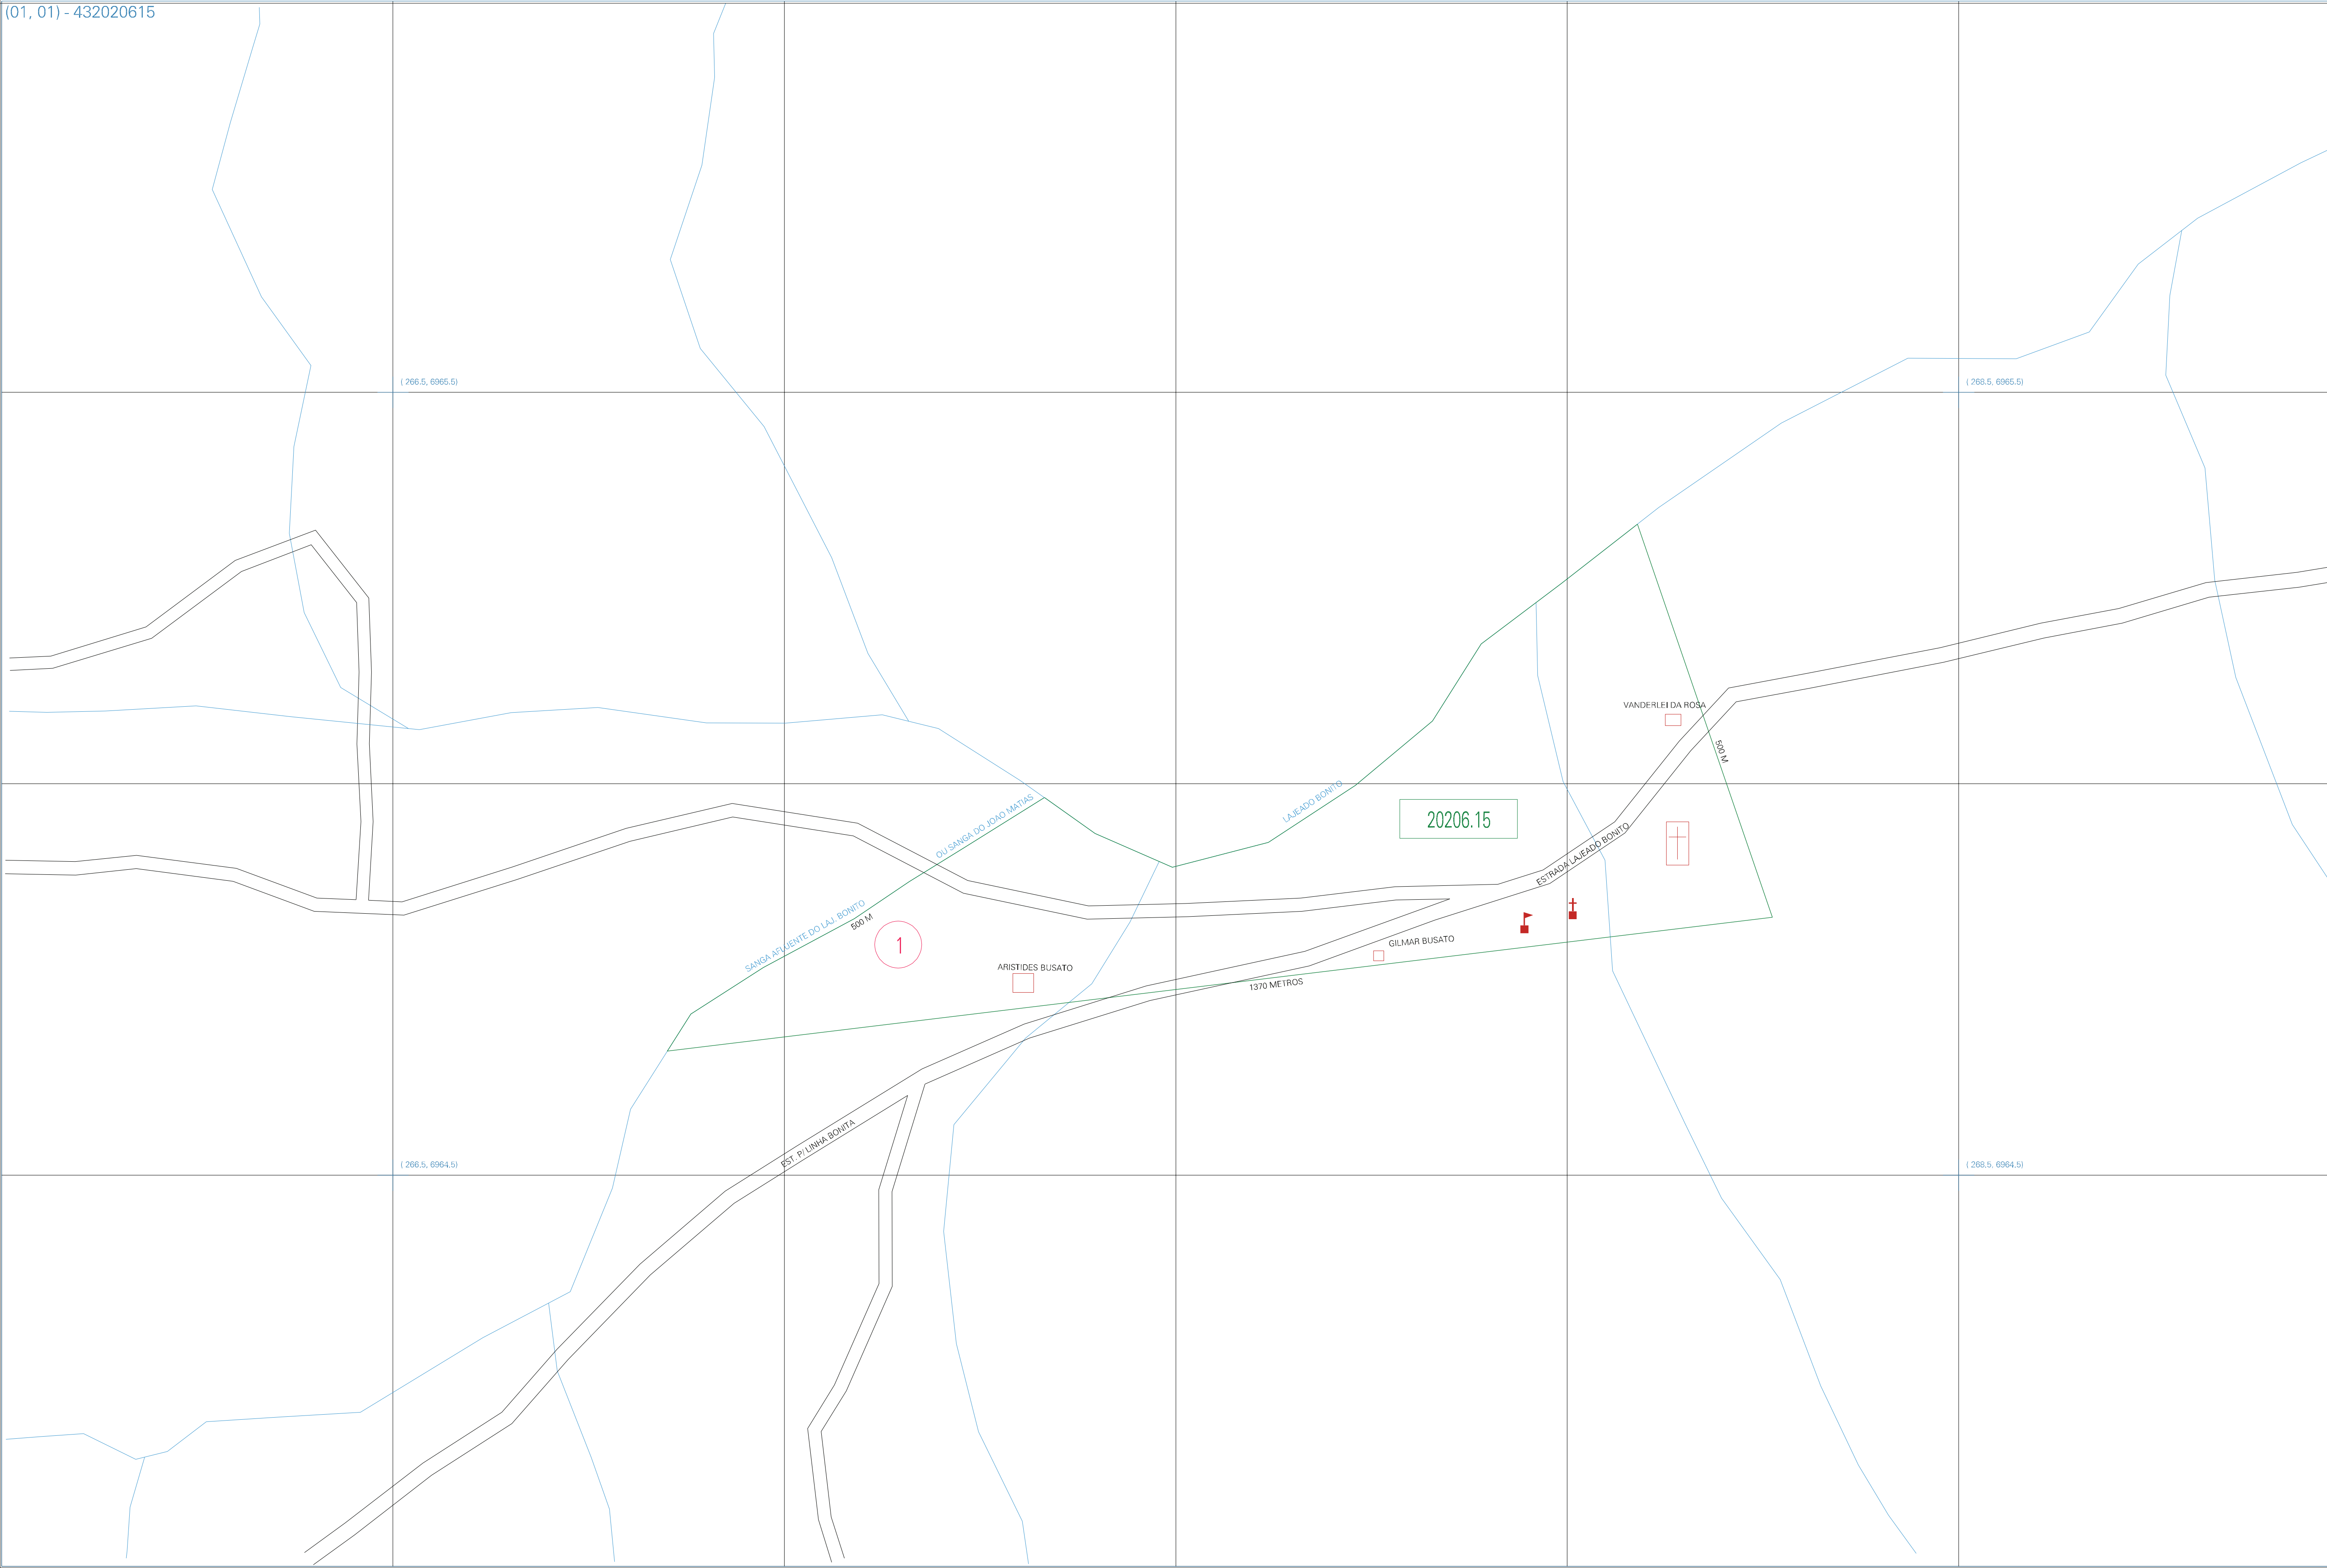 (01, 01) - 432020615
( 266.5, 6965.5)
( 268.5, 6965.5)
VANDERLEI DA ROSA
500 M
LAJEADO BONITO
OU SANGA DO JOAO MATIAS
20206.15
ESTRADA LAJEADO BONITO
SANGA AFLUENTE DO LAJ. BONITO
500 M
1
GILMAR BUSATO
ARISTIDES BUSATO
1370 METROS
EST. P/ LINHA BONITA
( 266.5, 6964.5)
( 268.5, 6964.5)